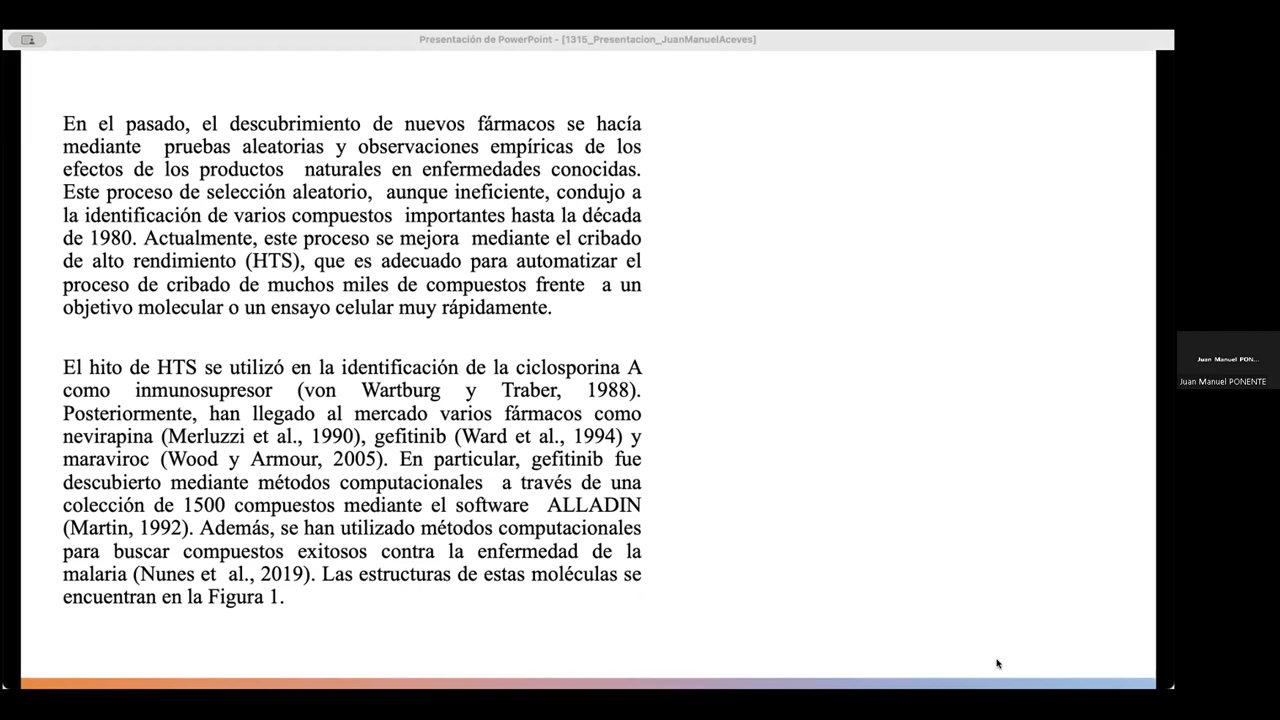 Presentación de PowerPoint - [1315_Presentacion_JuanManuelAceves]
En el pasado, el descubrimiento de nuevos fármacos se hacía
mediante pruebas aleatorias y observaciones empíricas de los
efectos de los productos naturales en enfermedades conocidas.
Este proceso de selección aleatorio, aunque ineficiente, condujo a
la identificación de varios compuestos importantes hasta la década
de 1980. Actualmente, este proceso se mejora mediante el cribado
de alto rendimiento (HTS), que es adecuado para automatizar el
proceso de cribado de muchos miles de compuestos frente a un
objetivo molecular o un ensayo celular muy rápidamente.
El hito de HTS se utilizó en la identificación de la ciclosporina A
como inmunosupresor (von Wartburg y Traber, 1988).
Posteriormente, han llegado al mercado varios fármacos como
nevirapina (Merluzzi et al., 1990), gefitinib (Ward et al., 1994) y
maraviroc (Wood y Armour, 2005). En particular, gefitinib fue
descubierto mediante métodos computacionales a través de una
colección de 1500 compuestos mediante el software ALLADIN
(Martin, 1992). Además, se han utilizado métodos computacionales
para buscar compuestos exitosos contra la enfermedad de la
malaria (Nunes et al., 2019). Las estructuras de estas moléculas se
encuentran en la Figura 1.
Juan Manuel PON...
Juan Manuel PONENTE